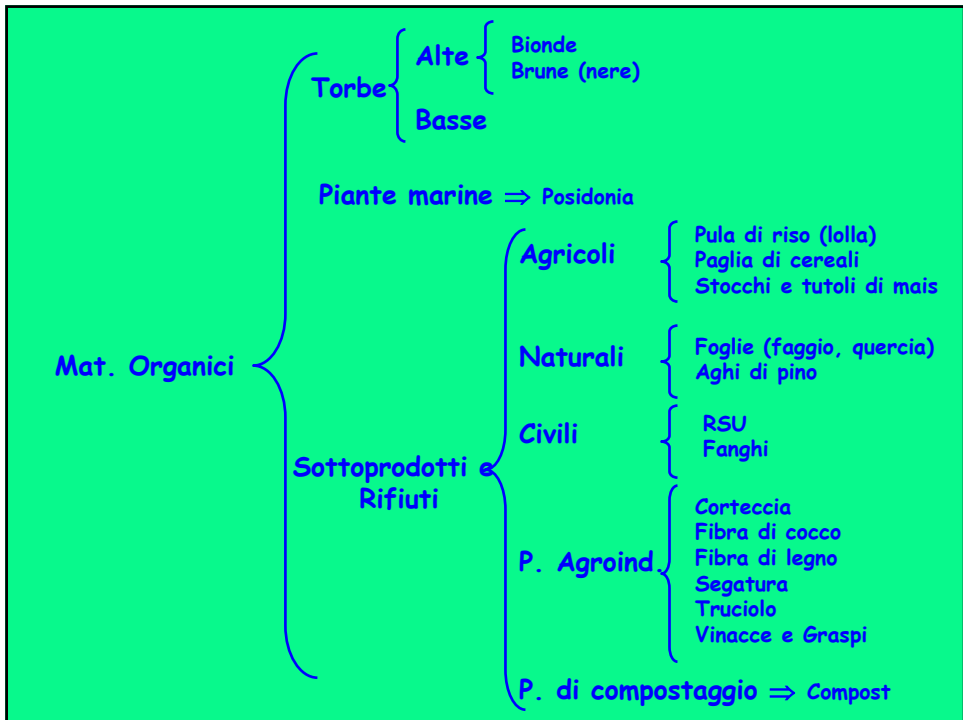 Mat. Organici
Torbe
Alte
Bionde
Brune (nere)
Basse
Piante marine ⇒ Posidonia
Sottoprodotti e
Rifiuti
Agricoli
Pula di riso (lolla)
Paglia di cereali
Stocchi e tutoli di mais
Naturali
Foglie (faggio, quercia)
Aghi di pino
Civili
RSU
Fanghi
P. Agroind.
Corteccia
Fibra di cocco
Fibra di legno
Segatura
Truciolo
Vinacce e Graspi
P. di compostaggio ⇒ Compost